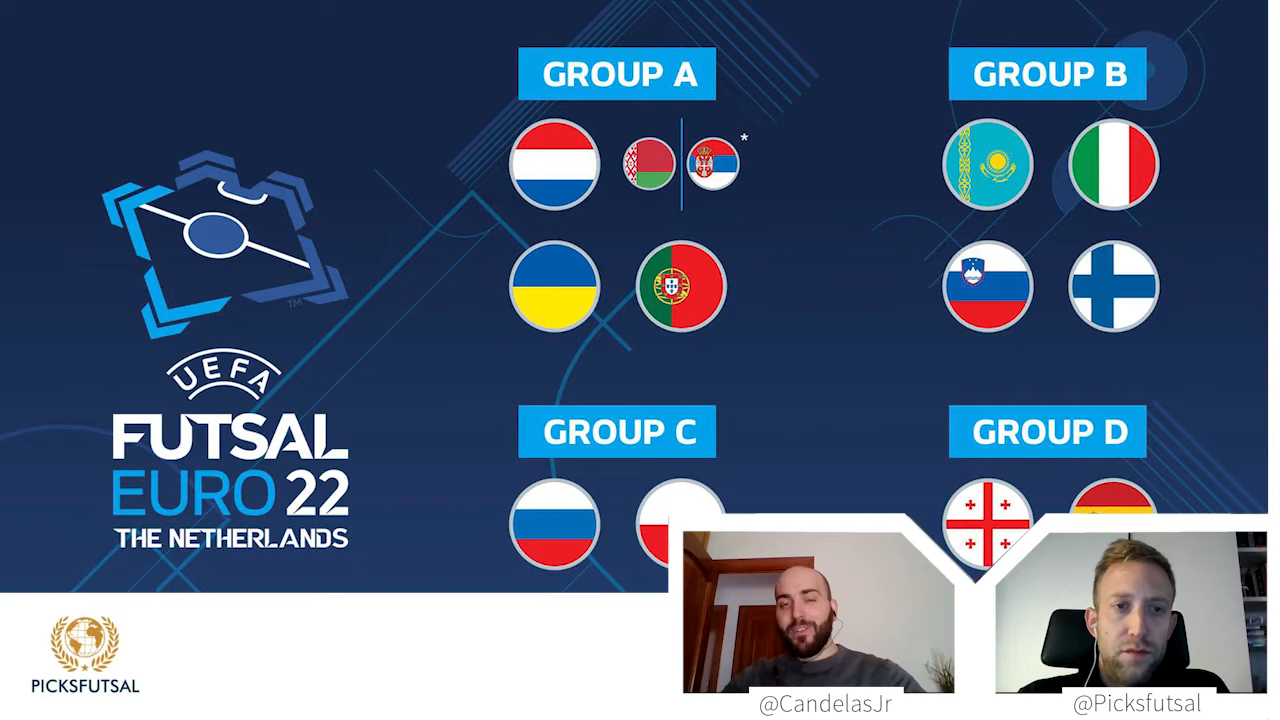 GROUP A
GROUP B
*
TM
UEFA
FUTSAL
EURO 22
THE NETHERLANDS
GROUP C
GROUP D
PICKSFUTSAL
@CandelasJr
@Picksfutsal